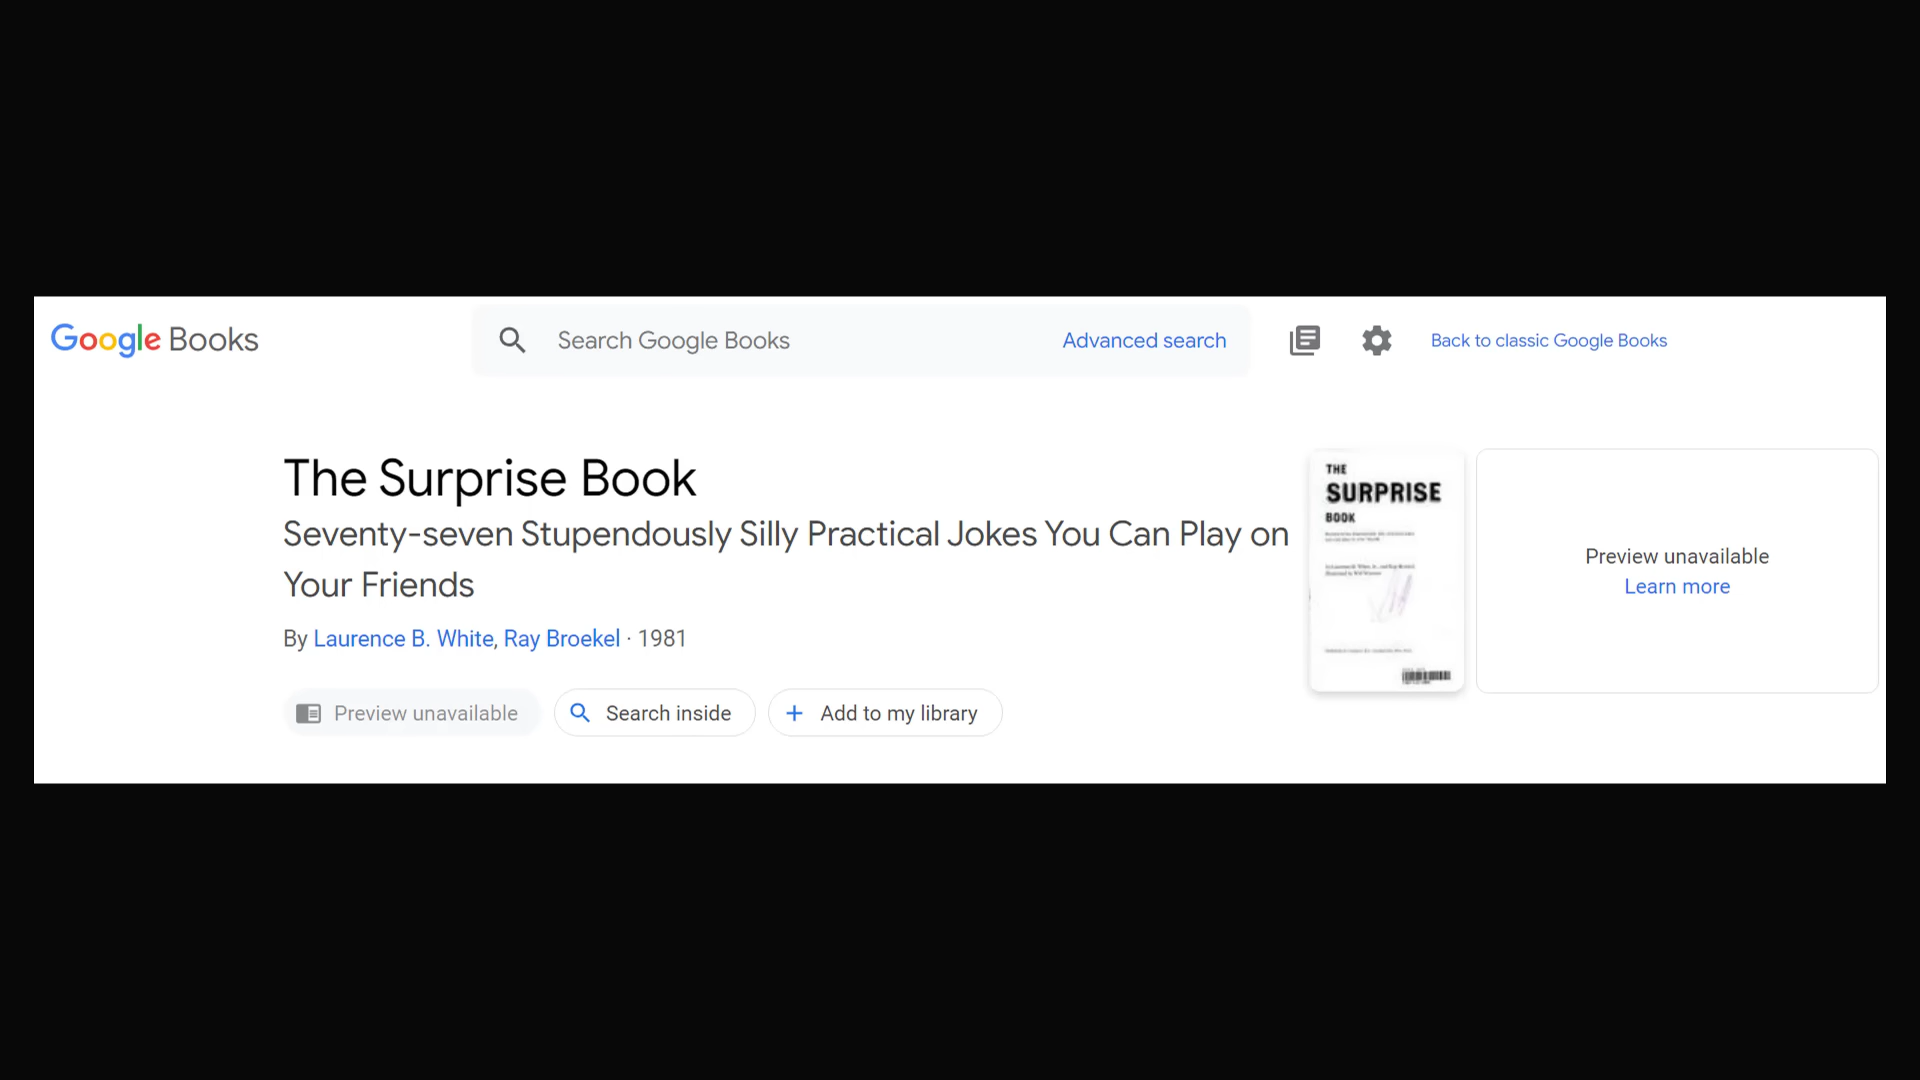 Google Books
Search Google Books
Advanced search
Back to classic Google Books
The Surprise Book
Seventy-seven Stupendously Silly Practical Jokes You Can Play on
Your Friends
By Laurence B. White, Ray Broekel · 1981
Preview unavailable
Search inside
Add to my library
THE
SURPRISE
BOOK
Preview unavailable
Learn more